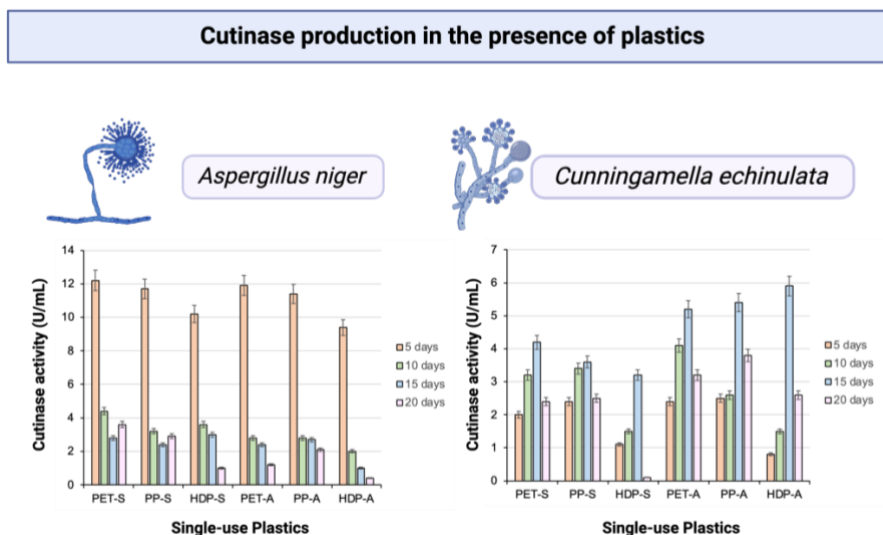 Cutinase production in the presence of plastics
Aspergillus niger
Cunningamella echinulata
Cutinase activity (U/mL)
14
12
10
8
6
4
2
0
PET-S PP-S HDP-S PET-A PP-A HDP-A
Single-use Plastics
5 days
10 days
15 days
20 days
Cutinase activity (U/mL)
7
6
5
4
3
2
1
0
PET-S PP-S HDP-S PET-A PP-A HDP-A
Single-use Plastics
5 days
10 days
15 days
20 days